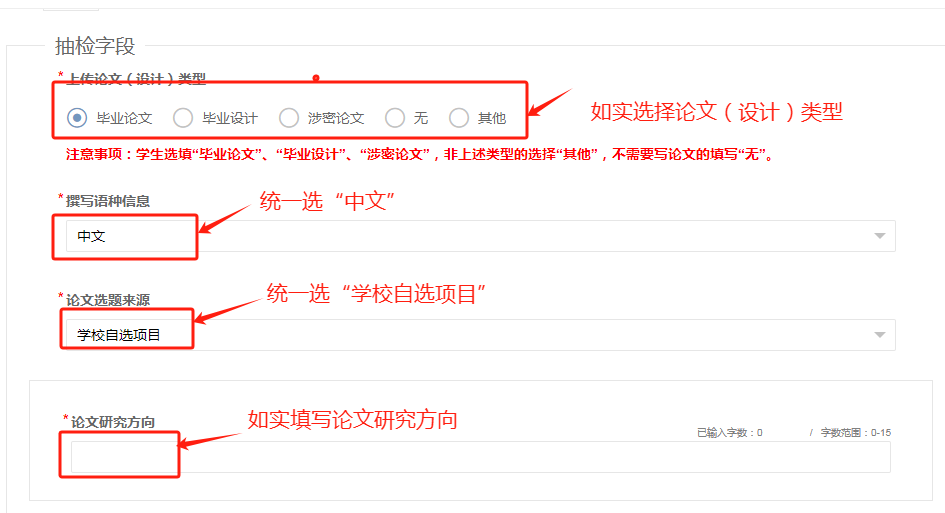 抽检字段
*上传论文（设计）类型
毕业论文 毕业设计 涉密论文 无 其他
如实选择论文（设计）类型
注意事项：学生选填“毕业论文”、“毕业设计”、“涉密论文”，非上述类型的选择“其他”，不需要写论文的填写“无”。
*撰写语种信息
统一选“中文”
中文
*论文选题来源
统一选“学校自选项目”
学校自选项目
*论文研究方向
如实填写论文研究方向
已输入字数：0 / 字数范围：0-15